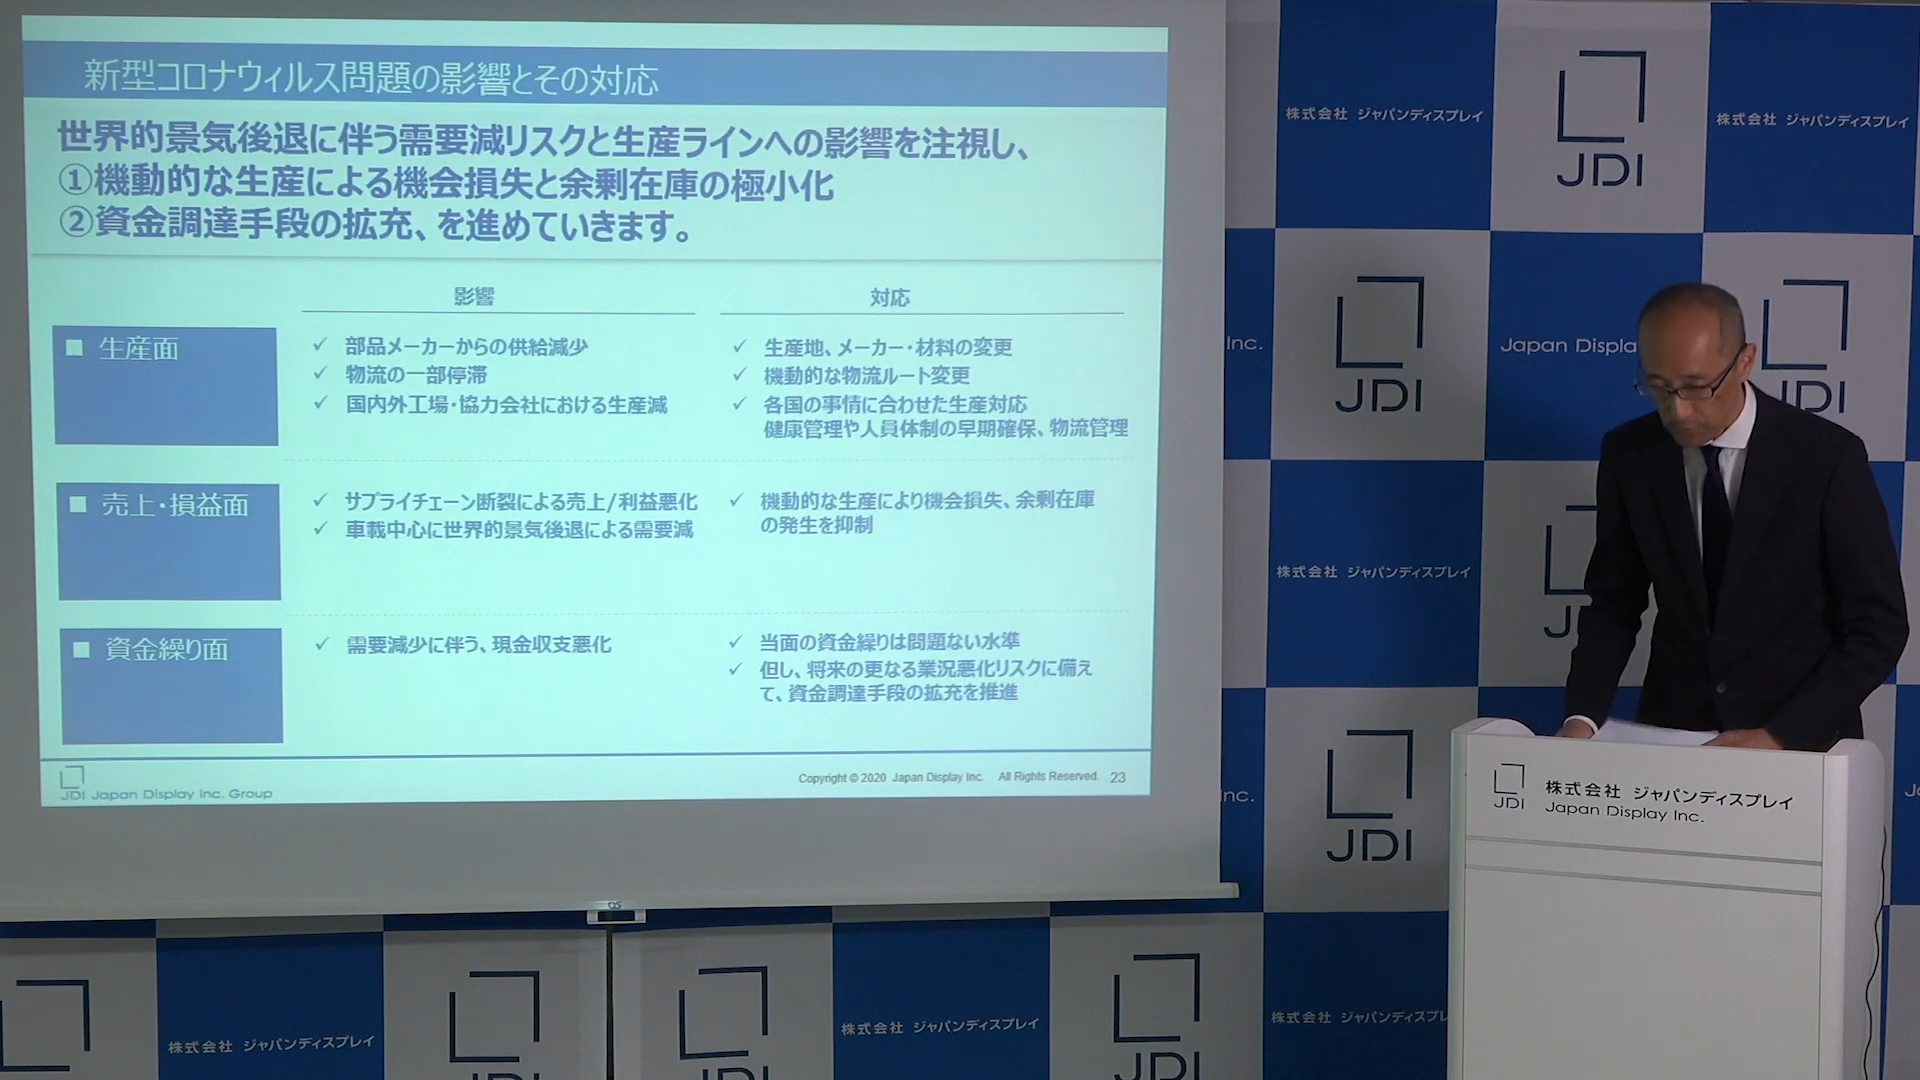 新型コロナウィルス問題の影響とその対応
世界的景気後退に伴う需要減リスクと生産ラインへの影響を注視し、
①機動的な生産による機会損失と余剰在庫の極小化
②資金調達手段の拡充、を進めていきます。
影響
対応
■ 生産面
✓ 部品メーカーからの供給減少
✓ 物流の一部停滞
✓ 国内外工場・協力会社における生産減
✓ 生産地、メーカー・材料の変更
✓ 機動的な物流ルート変更
✓ 各国の事情に合わせた生産対応
健康管理や人員体制の早期確保、物流管理
■ 売上・損益面
✓ サプライチェーン断裂による売上/利益悪化
✓ 車載中心に世界的景気後退による需要減
✓ 機動的な生産により機会損失、余剰在庫
の発生を抑制
■ 資金繰り面
✓ 需要減少に伴う、現金収支悪化
✓ 当面の資金繰りは問題ない水準
✓ 但し、将来の更なる業況悪化リスクに備え
て、資金調達手段の拡充を推進
JDI Japan Display Inc. Group
Copyright © 2020 Japan Display Inc. All Rights Reserved. 23
株式会社 ジャパンディスプレイ
JDI
株式会社 ジャパンディスプレイ
Inc.
JDI
Japan Displa
JDI
株式会社 ジャパンディスプレイ
JD
Inc.
JDI
JDI
株式会社 ジャパンディスプレイ
Japan Display Inc.
OS
株式会社 ジャパンディスプレイ
JDI
JDI
株式会社 ジャパンディスプレイ
JDI
株式会社 ジャパンディスプレ